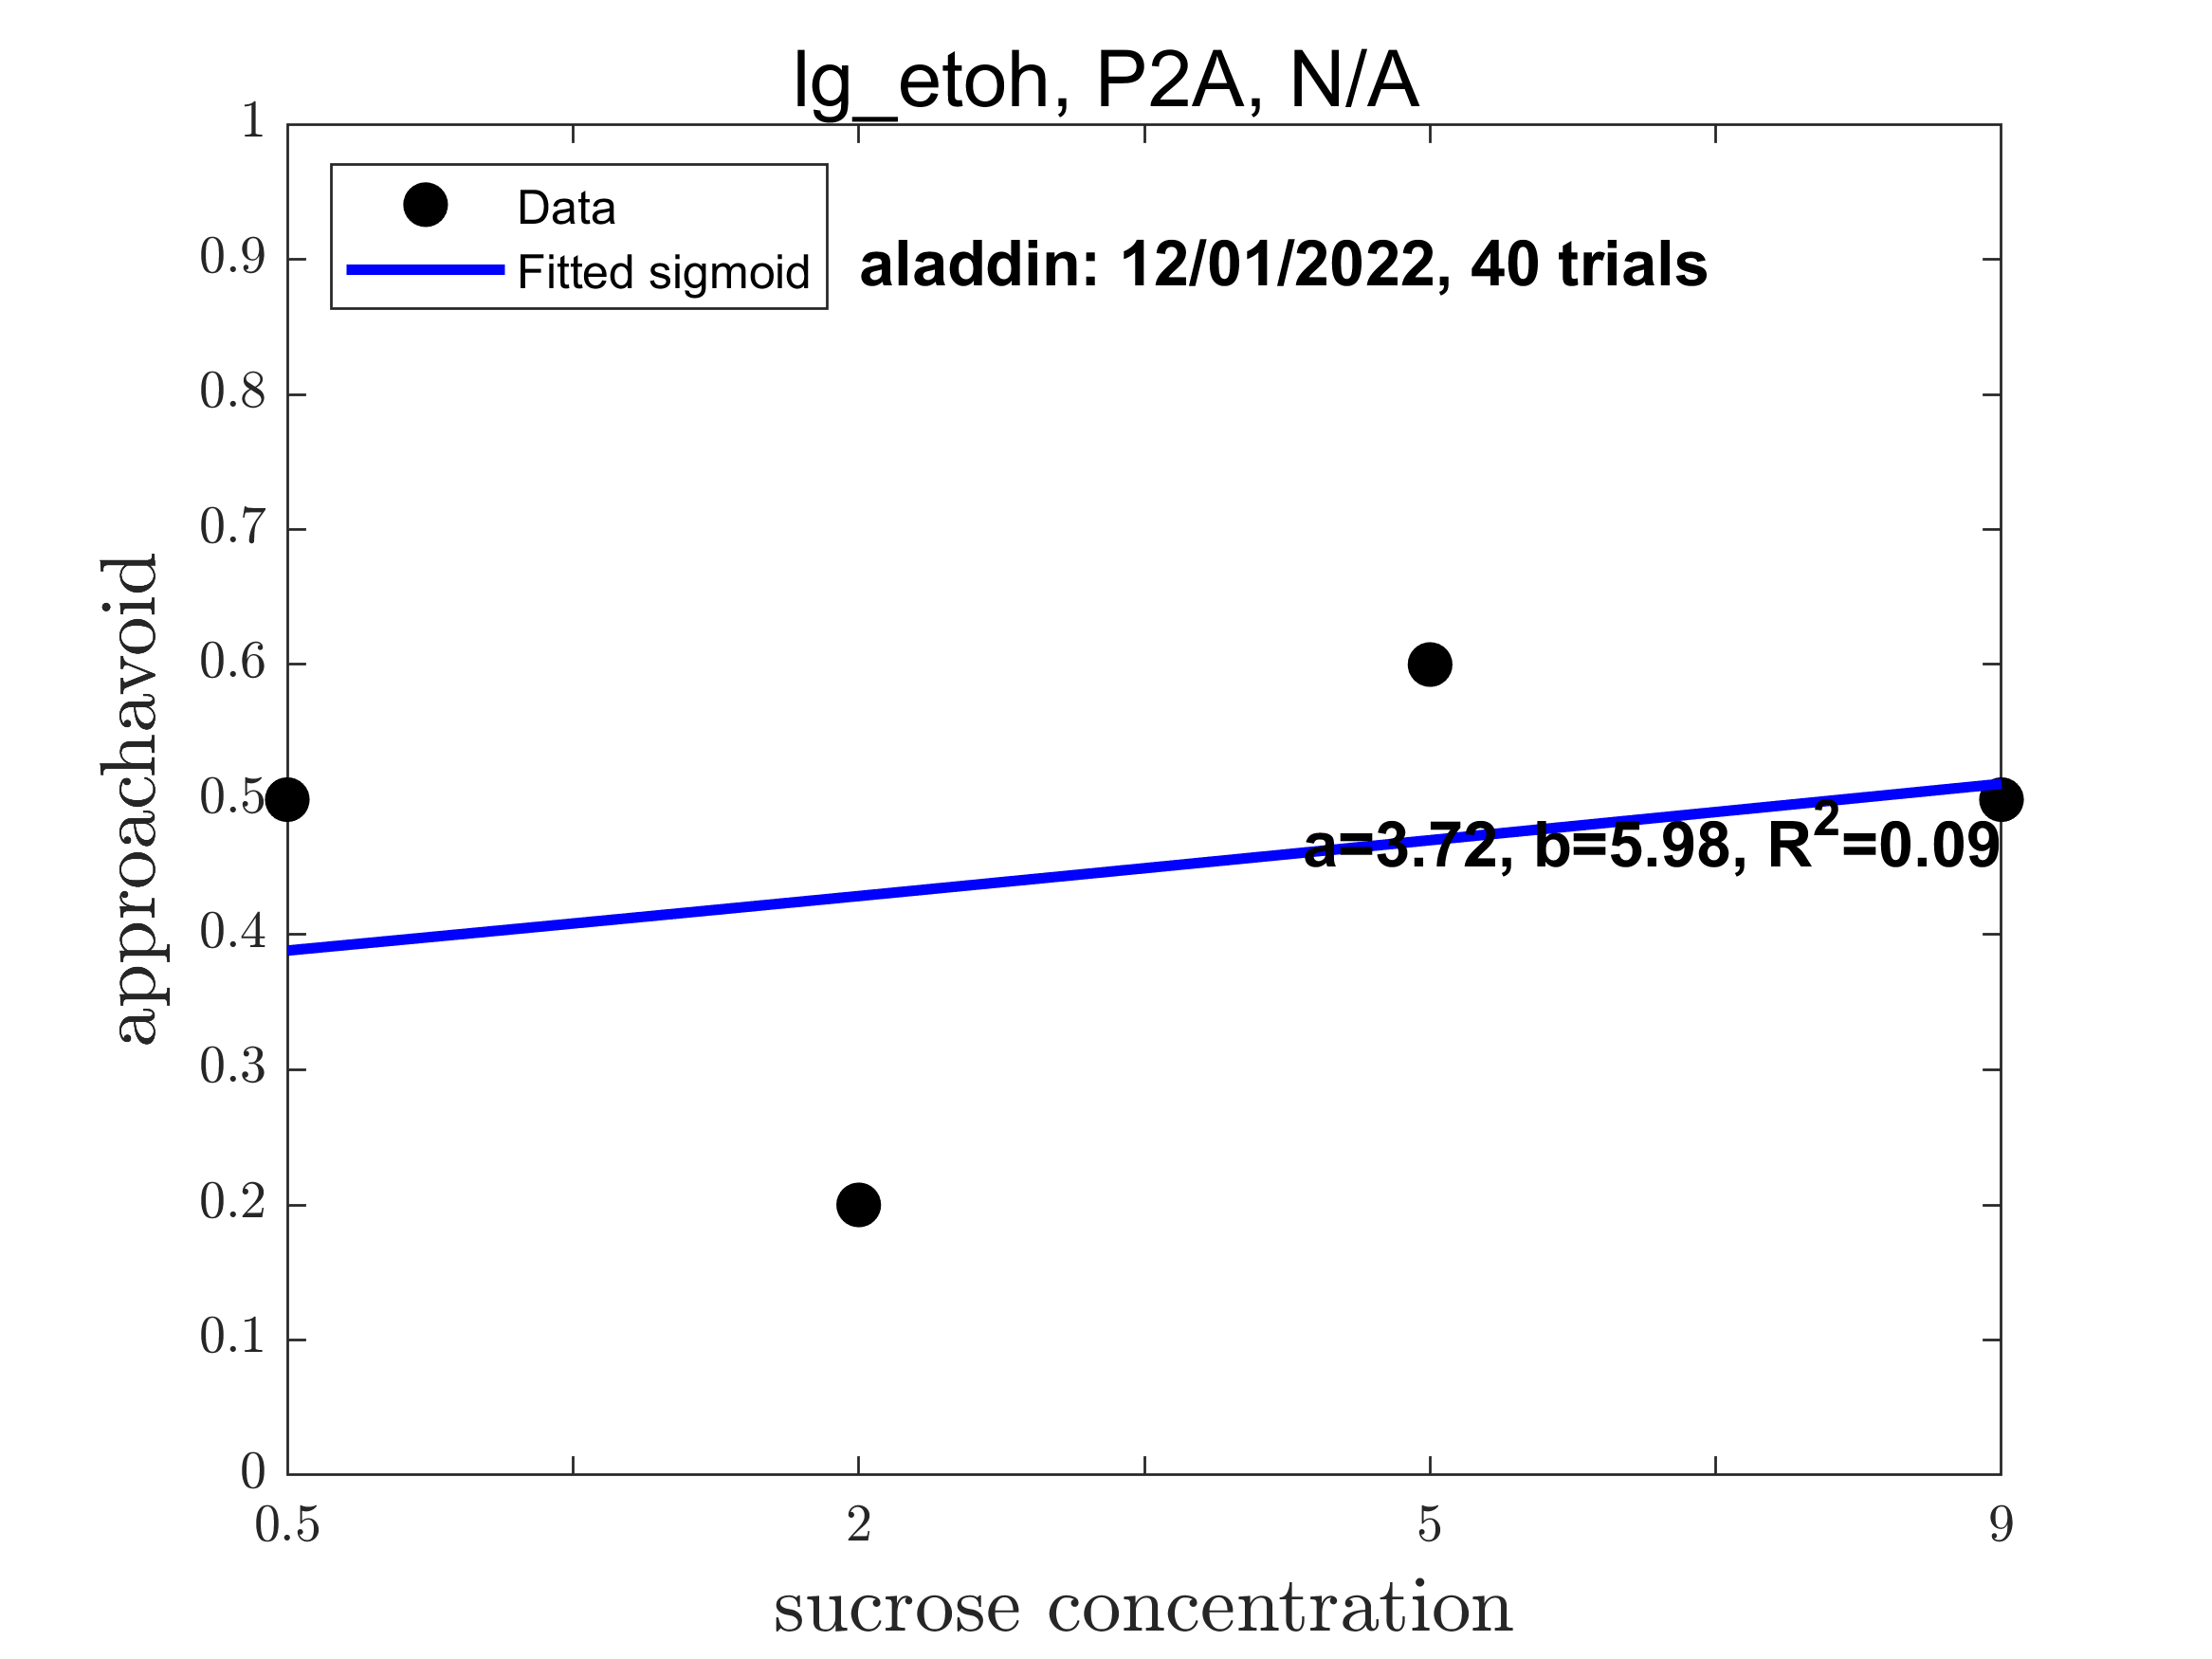 lg_etoh, P2A, N/A
1
0.9
0.8
0.7
0.6
0.5
0.4
0.3
0.2
0.1
0
Data
Fitted sigmoid
aladdin: 12/01/2022, 40 trials
a=3.72, b=5.98, R²=0.09
approachavoid
0.5 2 5 9
sucrose concentration